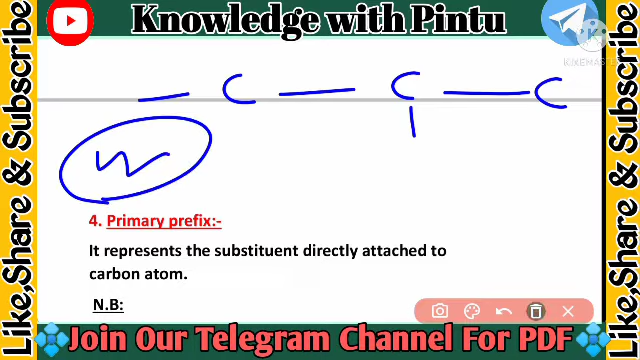 Knowledge with Pintu
KINEMASTER
Like,Share & Subscribe
Like,Share & Subscribe
— C — C — C
4. Primary prefix:-
It represents the substituent directly attached to
carbon atom.
N.B:
Join Our Telegram Channel For PDF